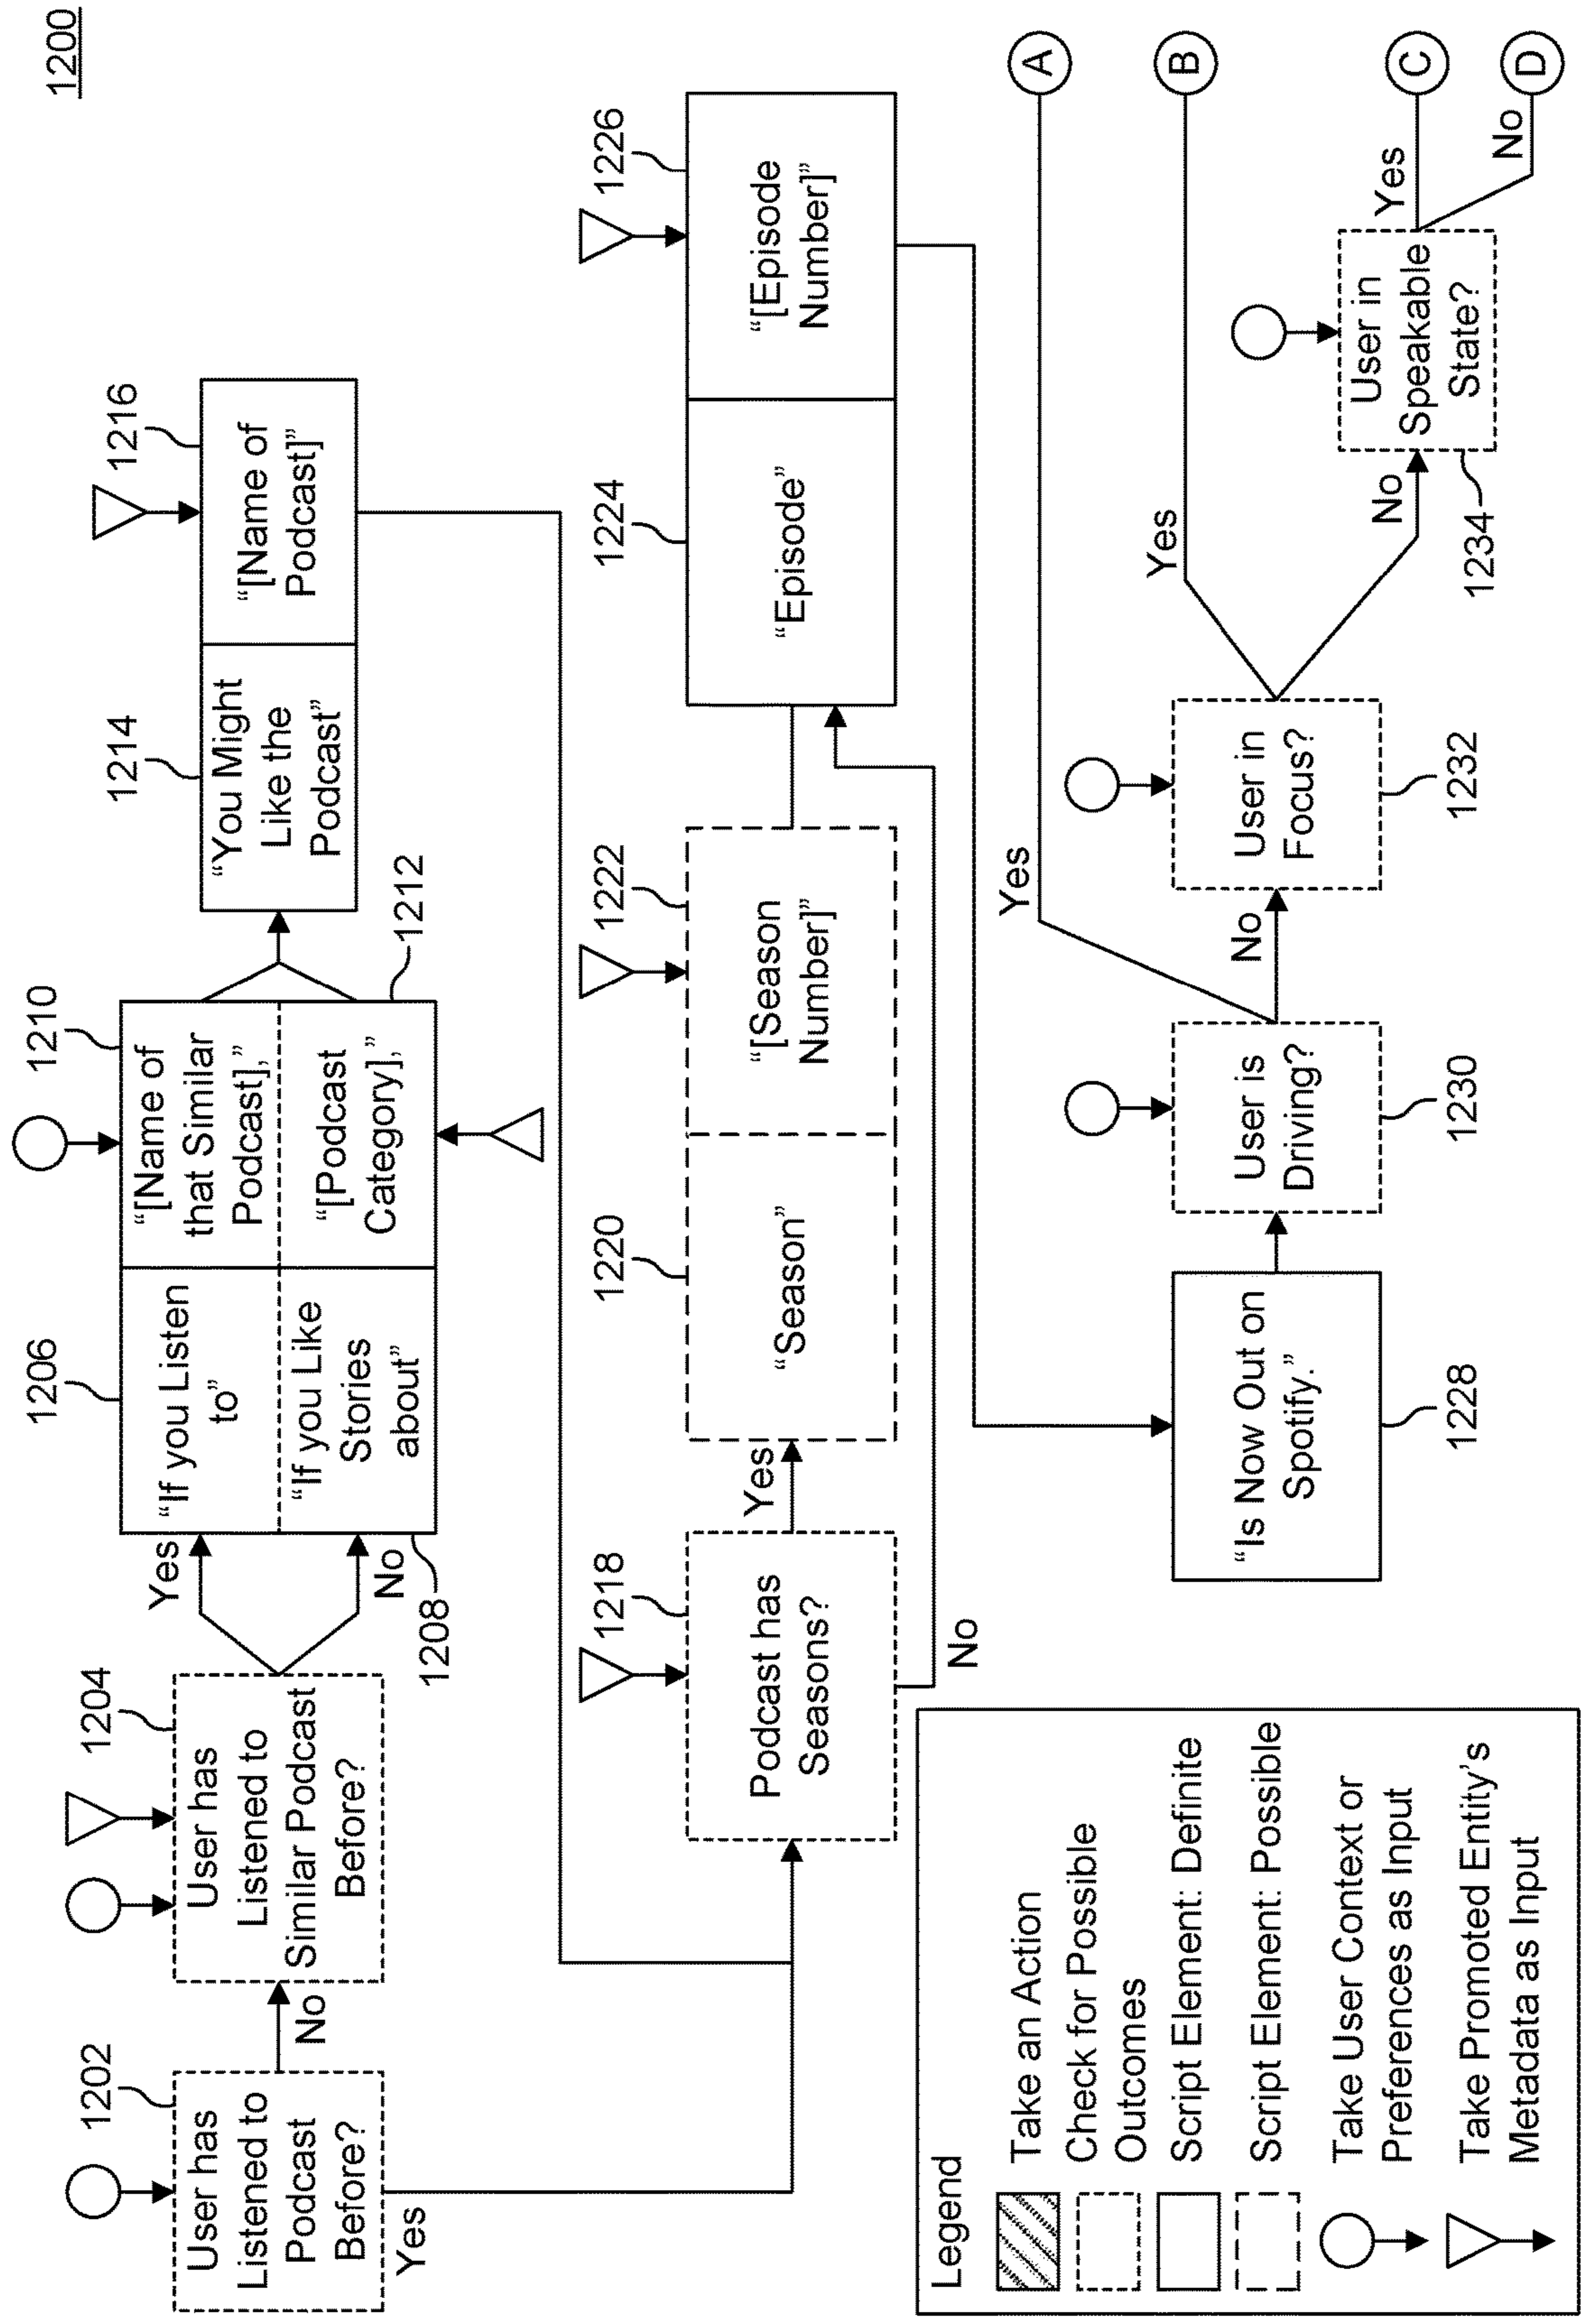 1200
1202
User has
Listened to
Podcast
Before?
No
Yes
1204
User has
Listened to
Similar Podcast
Before?
Yes
No
1206
“If you Listen
to”
1208
“If you Like
Stories
about”
1210
“[Name of
that Similar
Podcast],”
1212
“[Podcast
Category],”
1214
“You Might
Like the
Podcast”
1216
“[Name of
Podcast]”
1218
Podcast has
Seasons?
Yes
No
1220
“Season”
1222
“[Season
Number]”
1224
“Episode”
1226
“[Episode
Number]”
1228
“Is Now Out on
Spotify.”
1230
User is
Driving?
Yes
No
1232
User in
Focus?
Yes
No
1234
User in
Speakable
State?
Yes
No
A
B
C
D
Legend
Take an Action
Check for Possible
Outcomes
Script Element: Definite
Script Element: Possible
Take User Context or
Preferences as Input
Take Promoted Entity’s
Metadata as Input